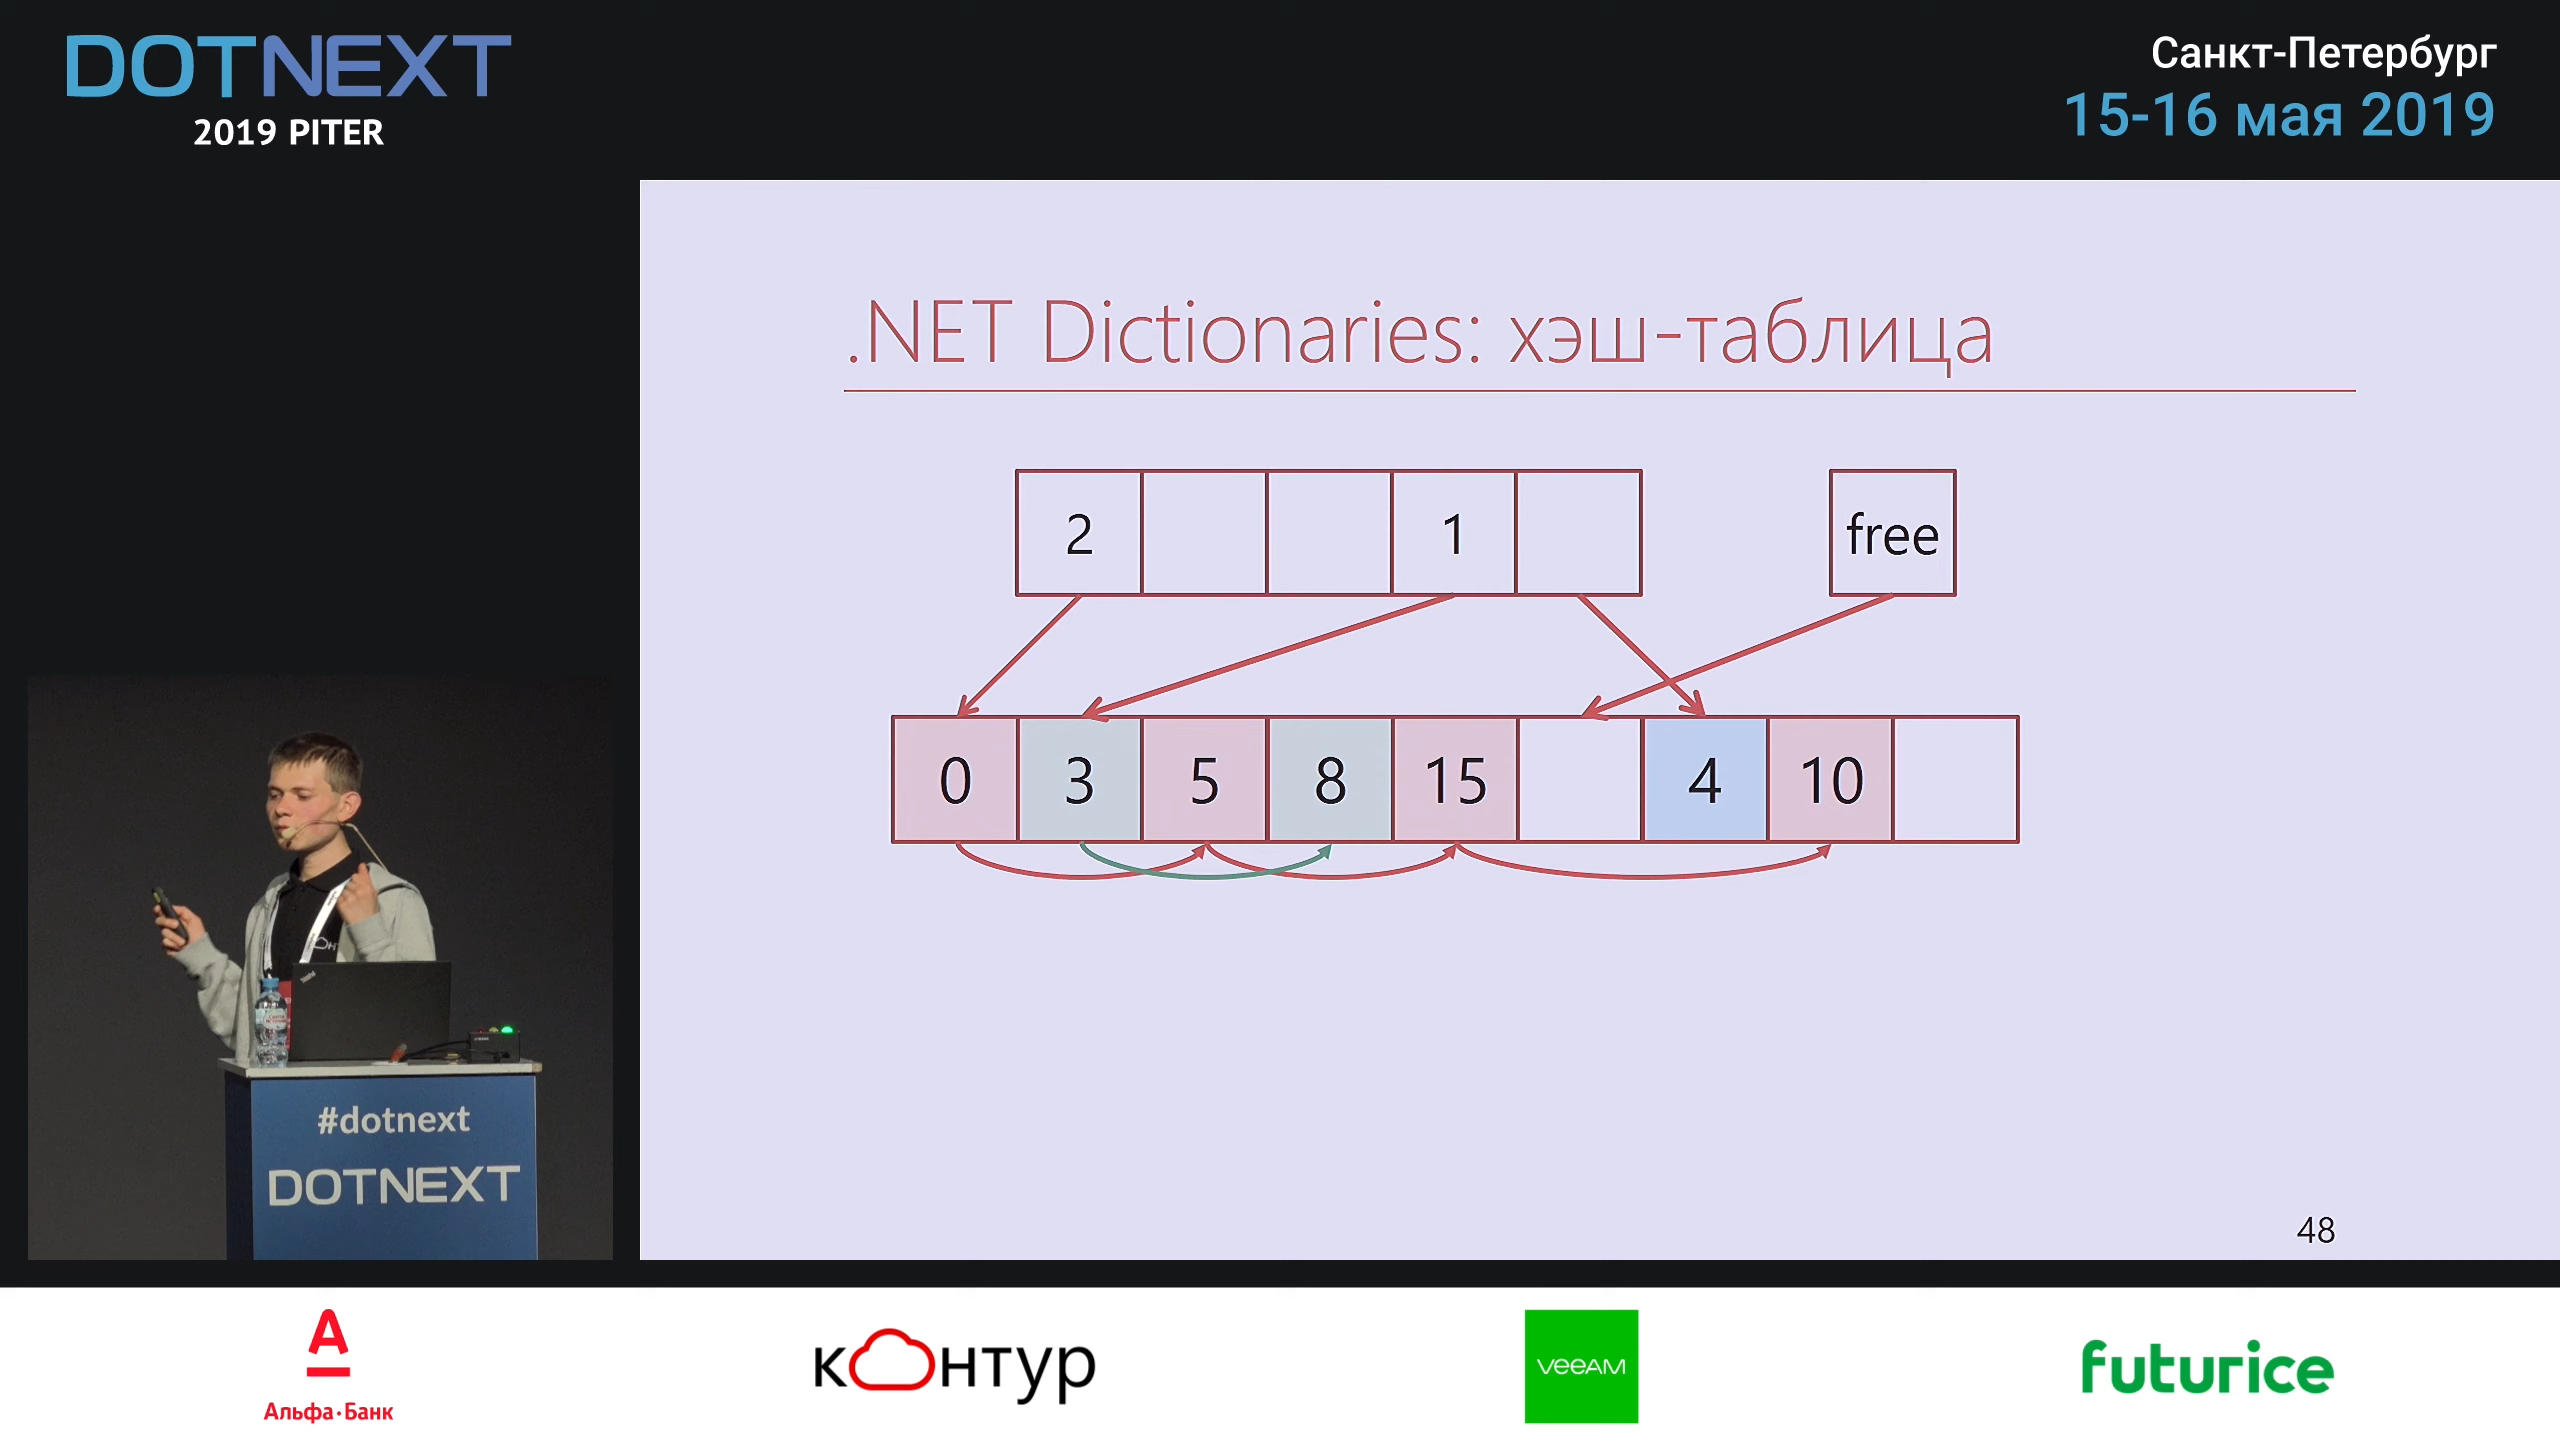 DOTNEXT
2019 PITER
Санкт-Петербург
15-16 мая 2019
.NET Dictionaries: хэш-таблица
2 1 free
0 3 5 8 15 4 10
48
#dotnext
DOTNEXT
Альфа·Банк
контур
veeAM
futurice